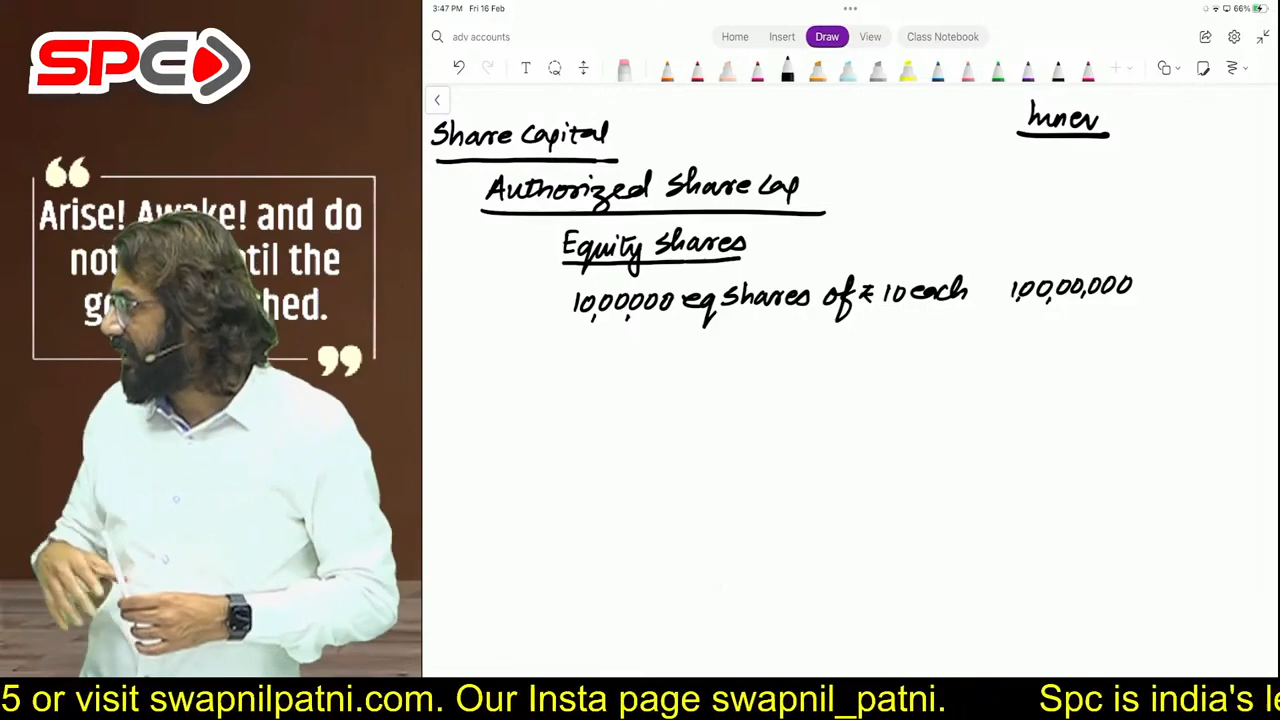 3:47 PM Fri 16 Feb
66%
SPC
adv accounts
Home Insert Draw View Class Notebook
Inner
Share Capital
Authorized Share Cap
Equity Shares
10,00,000 eq Shares of ₹ 10 each 1,00,00,000
“
Arise! Awake! and do
not til the
hed.
”
5 or visit swapnilpatni.com. Our Insta page swapnil_patni. Spc is india's le